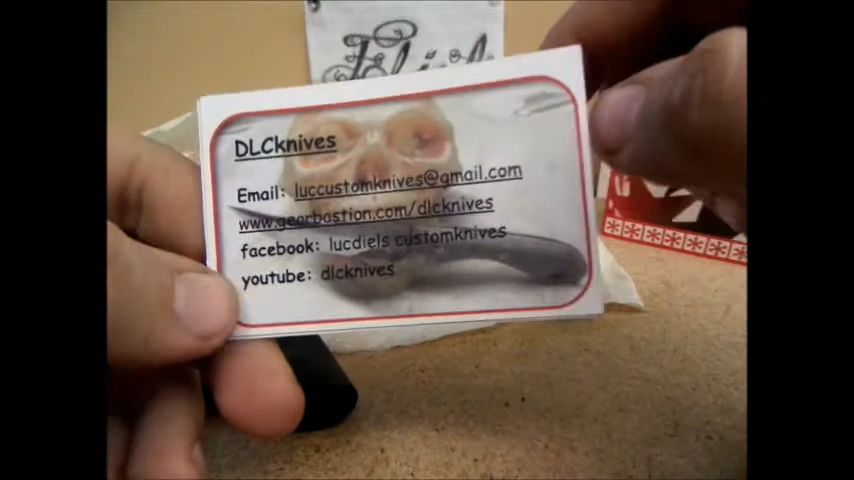 DLCknives
Email: luccustomknives@gmail.com
www.gearbastion.com/dlcknives
facebook: lucdiels customknives
youtube: dlcknives